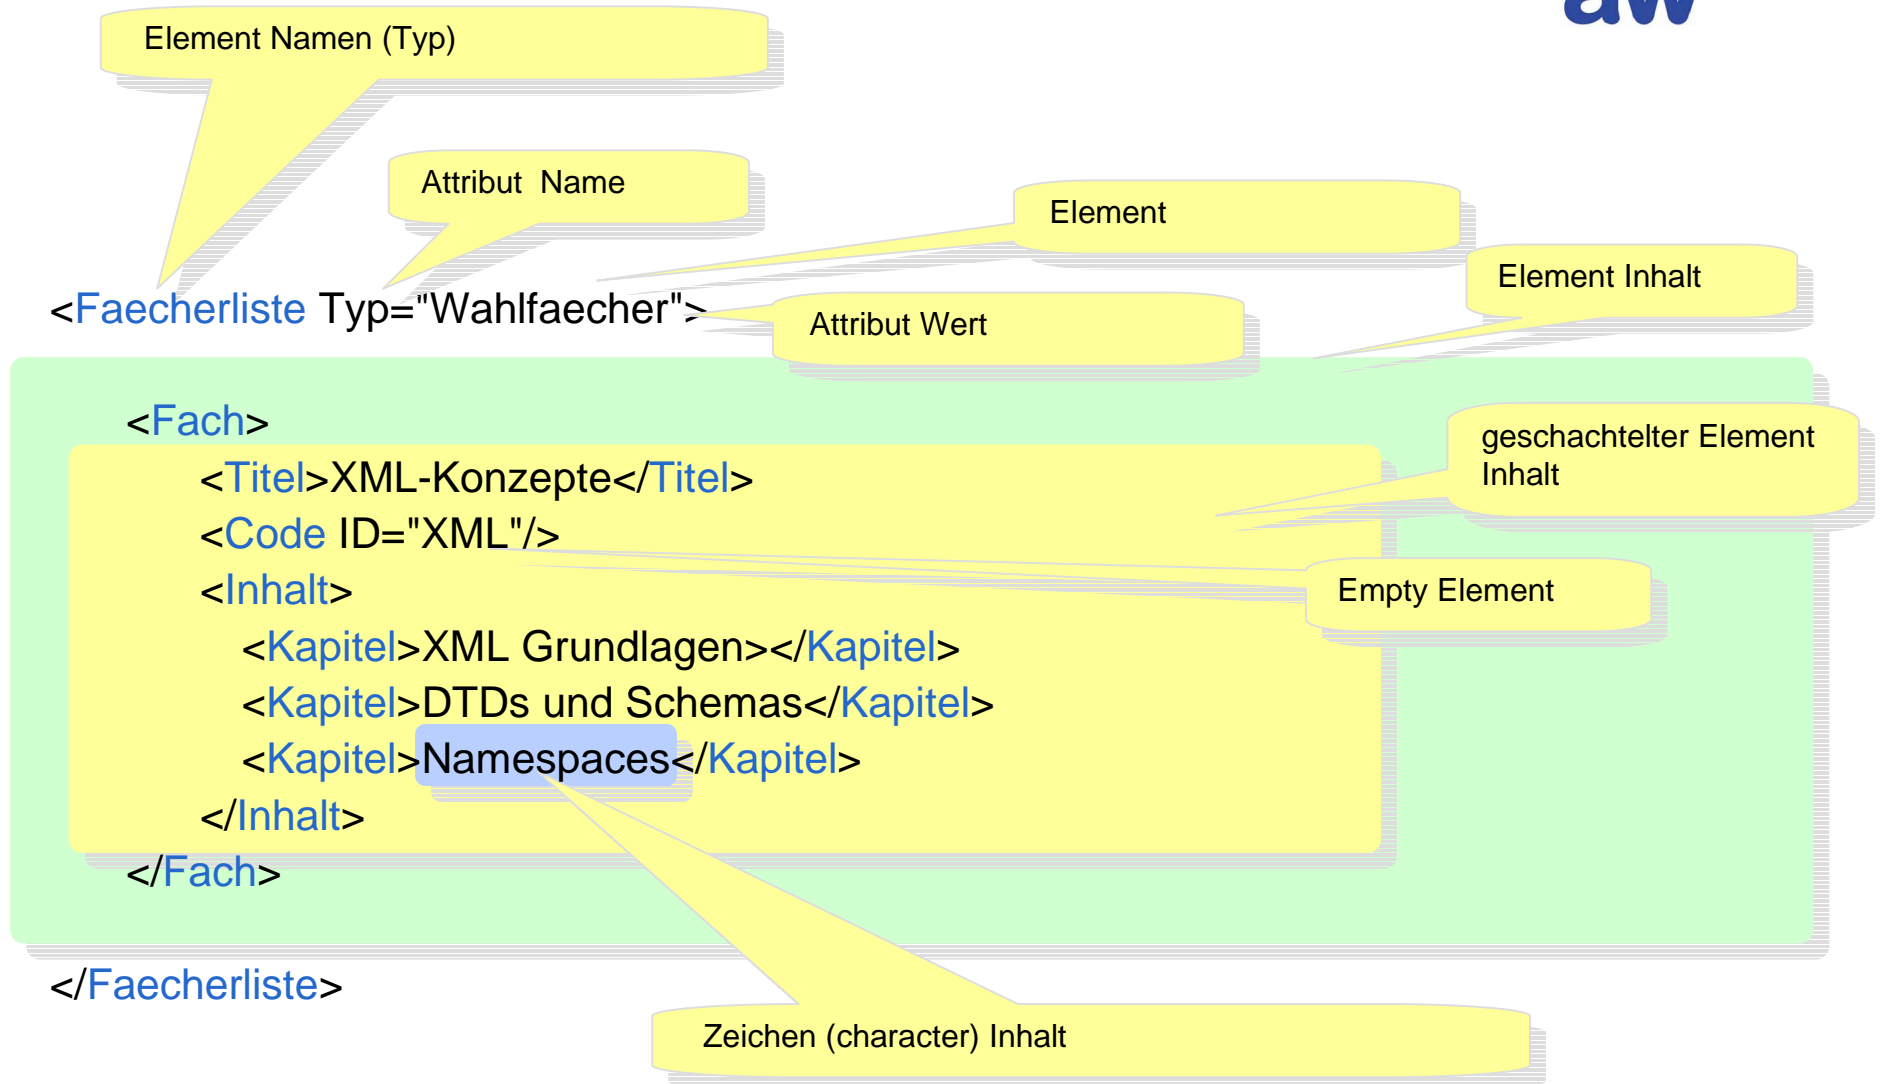 aw
Element Namen (Typ)
Attribut Name
Element
Element Inhalt
<Faecherliste Typ="Wahlfaecher">
Attribut Wert
<Fach>
geschachtelter Element
Inhalt
<Titel>XML-Konzepte</Titel>
<Code ID="XML"/>
<Inhalt>
Empty Element
<Kapitel>XML Grundlagen></Kapitel>
<Kapitel>DTDs und Schemas</Kapitel>
<Kapitel>Namespaces</Kapitel>
</Inhalt>
</Fach>
</Faecherliste>
Zeichen (character) Inhalt